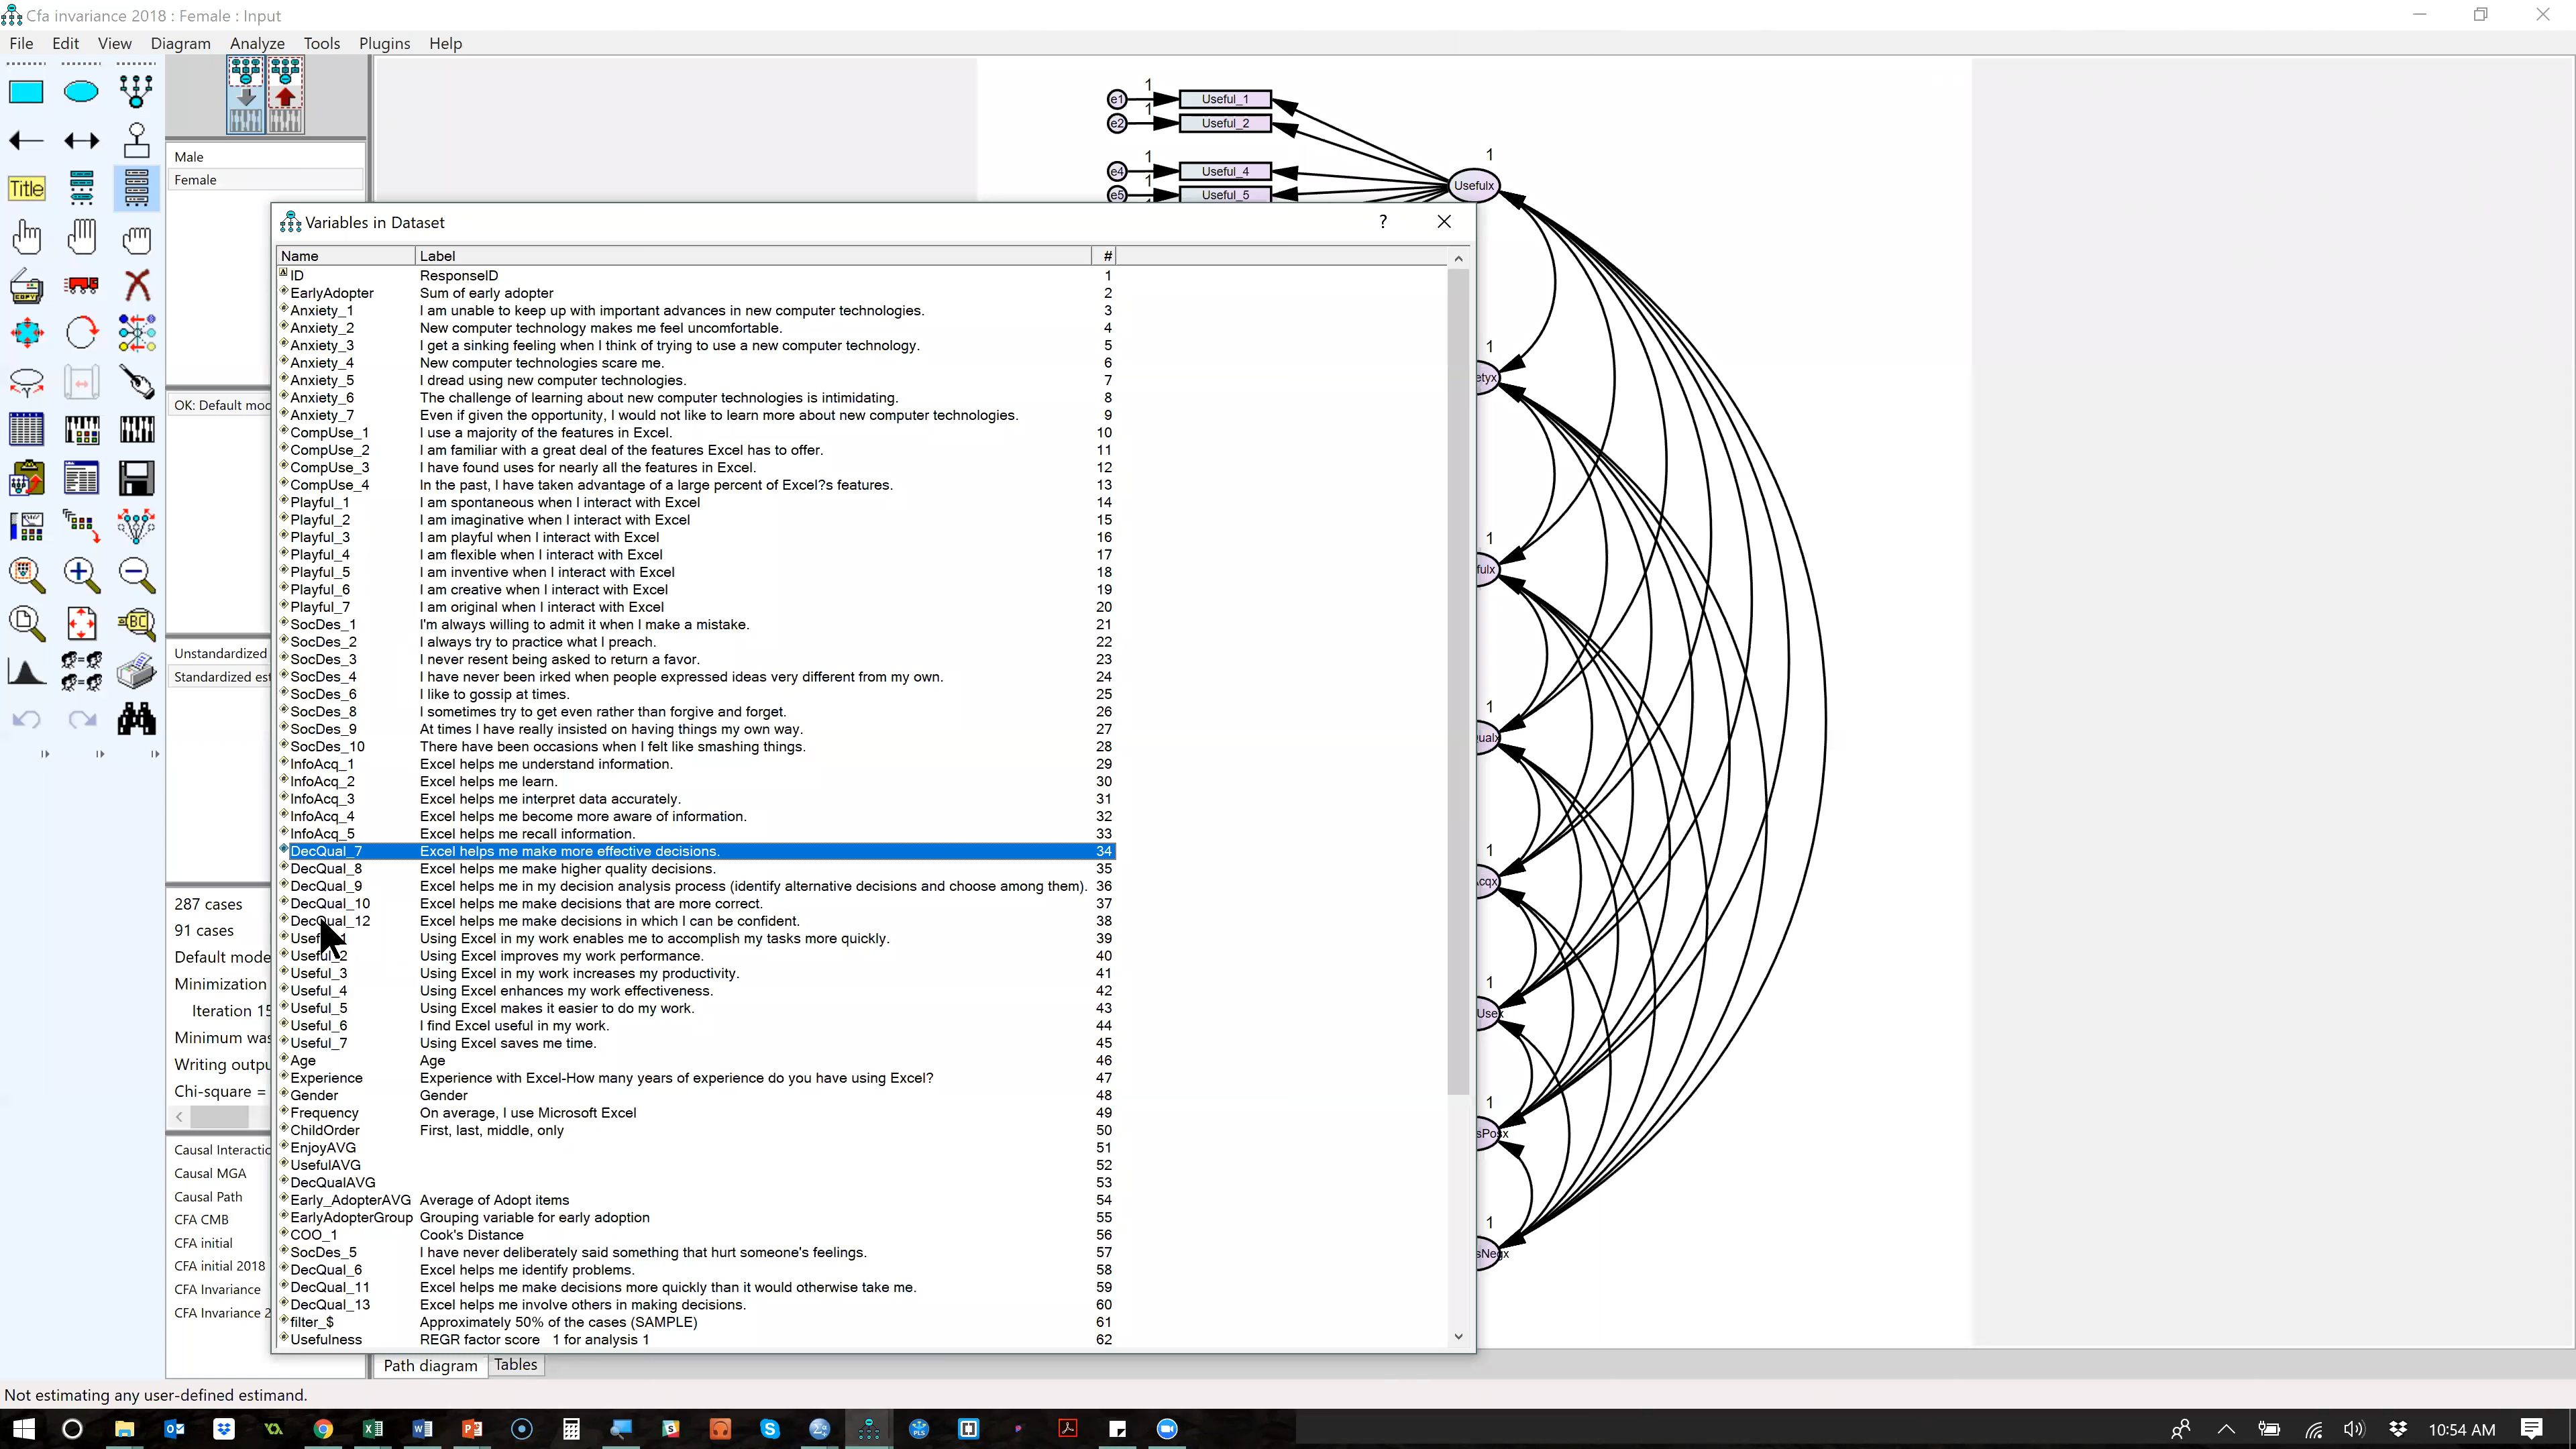 Cfa invariance 2018 : Female : Input
File Edit View Diagram Analyze Tools Plugins Help
Title
Male
Female
OK: Default mod
Unstandardized
Standardized est
287 cases
91 cases
Default mode
Minimization
Iteration 15
Minimum was
Writing outpu
Chi-square =
Causal Interactio
Causal MGA
Causal Path
CFA CMB
CFA initial
CFA initial 2018
CFA Invariance
CFA Invariance 2
e1 1 Useful_1
e2 1 Useful_2
e4 1 Useful_4
e5 1 Useful_5
1
Usefulx
Variables in Dataset ?
Name Label #
ID ResponseID 1
EarlyAdopter Sum of early adopter 2
Anxiety_1 I am unable to keep up with important advances in new computer technologies. 3
Anxiety_2 New computer technology makes me feel uncomfortable. 4
Anxiety_3 I get a sinking feeling when I think of trying to use a new computer technology. 5
Anxiety_4 New computer technologies scare me. 6
Anxiety_5 I dread using new computer technologies. 7
Anxiety_6 The challenge of learning about new computer technologies is intimidating. 8
Anxiety_7 Even if given the opportunity, I would not like to learn more about new computer technologies. 9
CompUse_1 I use a majority of the features in Excel. 10
CompUse_2 I am familiar with a great deal of the features Excel has to offer. 11
CompUse_3 I have found uses for nearly all the features in Excel. 12
CompUse_4 In the past, I have taken advantage of a large percent of Excel?s features. 13
Playful_1 I am spontaneous when I interact with Excel 14
Playful_2 I am imaginative when I interact with Excel 15
Playful_3 I am playful when I interact with Excel 16
Playful_4 I am flexible when I interact with Excel 17
Playful_5 I am inventive when I interact with Excel 18
Playful_6 I am creative when I interact with Excel 19
Playful_7 I am original when I interact with Excel 20
SocDes_1 I'm always willing to admit it when I make a mistake. 21
SocDes_2 I always try to practice what I preach. 22
SocDes_3 I never resent being asked to return a favor. 23
SocDes_4 I have never been irked when people expressed ideas very different from my own. 24
SocDes_6 I like to gossip at times. 25
SocDes_8 I sometimes try to get even rather than forgive and forget. 26
SocDes_9 At times I have really insisted on having things my own way. 27
SocDes_10 There have been occasions when I felt like smashing things. 28
InfoAcq_1 Excel helps me understand information. 29
InfoAcq_2 Excel helps me learn. 30
InfoAcq_3 Excel helps me interpret data accurately. 31
InfoAcq_4 Excel helps me become more aware of information. 32
InfoAcq_5 Excel helps me recall information. 33
DecQual_7 Excel helps me make more effective decisions. 34
DecQual_8 Excel helps me make higher quality decisions. 35
DecQual_9 Excel helps me in my decision analysis process (identify alternative decisions and choose among them). 36
DecQual_10 Excel helps me make decisions that are more correct. 37
DecQual_12 Excel helps me make decisions in which I can be confident. 38
Useful_1 Using Excel in my work enables me to accomplish my tasks more quickly. 39
Useful_2 Using Excel improves my work performance. 40
Useful_3 Using Excel in my work increases my productivity. 41
Useful_4 Using Excel enhances my work effectiveness. 42
Useful_5 Using Excel makes it easier to do my work. 43
Useful_6 I find Excel useful in my work. 44
Useful_7 Using Excel saves me time. 45
Age Age 46
Experience Experience with Excel-How many years of experience do you have using Excel? 47
Gender Gender 48
Frequency On average, I use Microsoft Excel 49
ChildOrder First, last, middle, only 50
EnjoyAVG 51
UsefulAVG 52
DecQualAVG 53
Early_AdopterAVG Average of Adopt items 54
EarlyAdopterGroup Grouping variable for early adoption 55
COO_1 Cook's Distance 56
SocDes_5 I have never deliberately said something that hurt someone's feelings. 57
DecQual_6 Excel helps me identify problems. 58
DecQual_11 Excel helps me make decisions more quickly than it would otherwise take me. 59
DecQual_13 Excel helps me involve others in making decisions. 60
filter_$ Approximately 50% of the cases (SAMPLE) 61
Usefulness REGR factor score 1 for analysis 1 62
1
etyx
1
fulx
1
Qualx
1
Acqx
1
Usex
1
sPosx
1
sNegx
Path diagram Tables
Not estimating any user-defined estimand.
10:54 AM